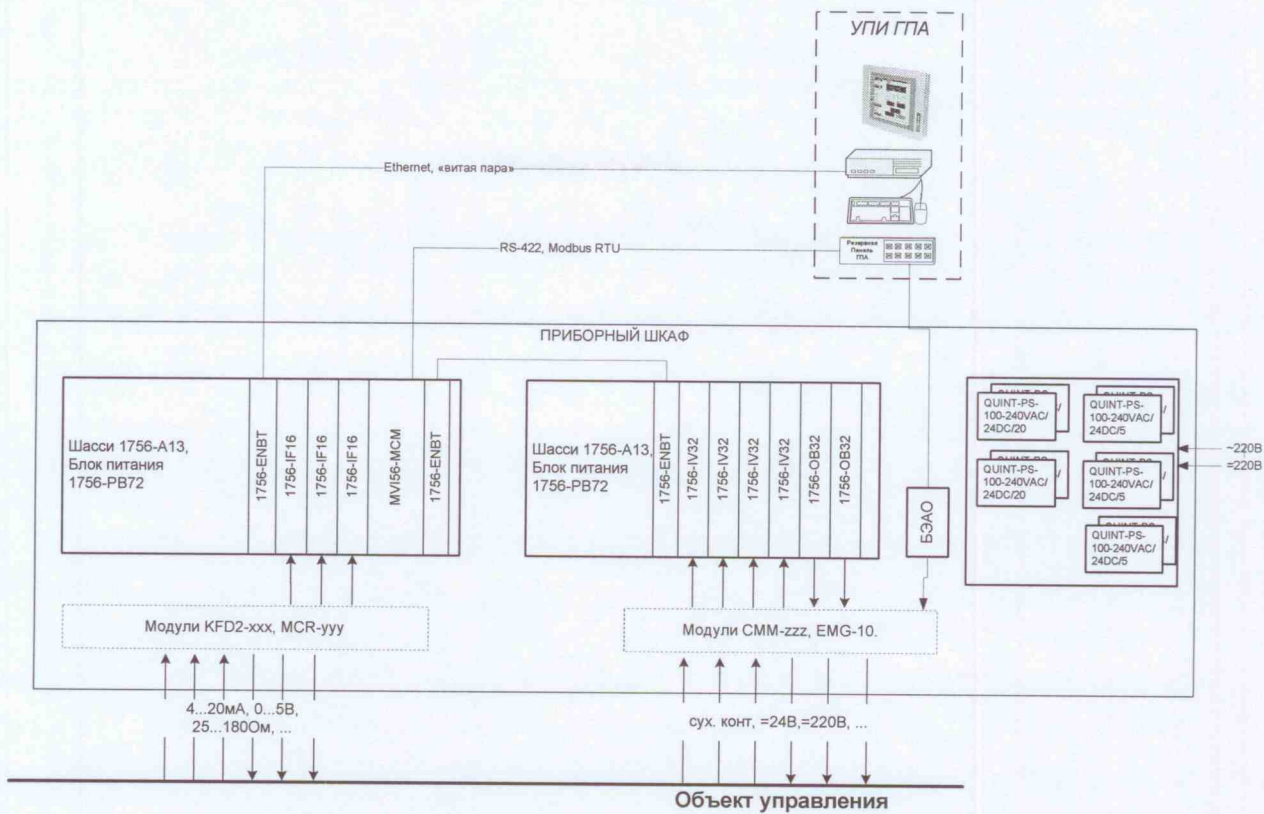 УПИ ГПА
Ethernet, «витая пара»
RS-422, Modbus RTU
Резервная
Панель
ГПА
ПРИБОРНЫЙ ШКАФ
Шасси 1756-A13,
Блок питания
1756-PB72
1756-ENBT
1756-IF16
1756-IF16
1756-IF16
MVI56-MCM
1756-ENBT
Шасси 1756-A13,
Блок питания
1756-PB72
1756-ENBT
1756-IV32
1756-IV32
1756-IV32
1756-IV32
1756-OB32
1756-OB32
БЭАО
QUINT-PS-
100-240VAC/
24DC/20
QUINT-PS-
100-240VAC/
24DC/5
QUINT-PS-
100-240VAC/
24DC/20
QUINT-PS-
100-240VAC/
24DC/5
QUINT-PS-
100-240VAC/
24DC/5
~220В
=220В
Модули KFD2-xxx, MCR-yyy
Модули CMM-zzz, EMG-10.
4...20мА, 0...5В,
25...180Ом, ...
сух. конт, =24В,=220В, ...
Объект управления